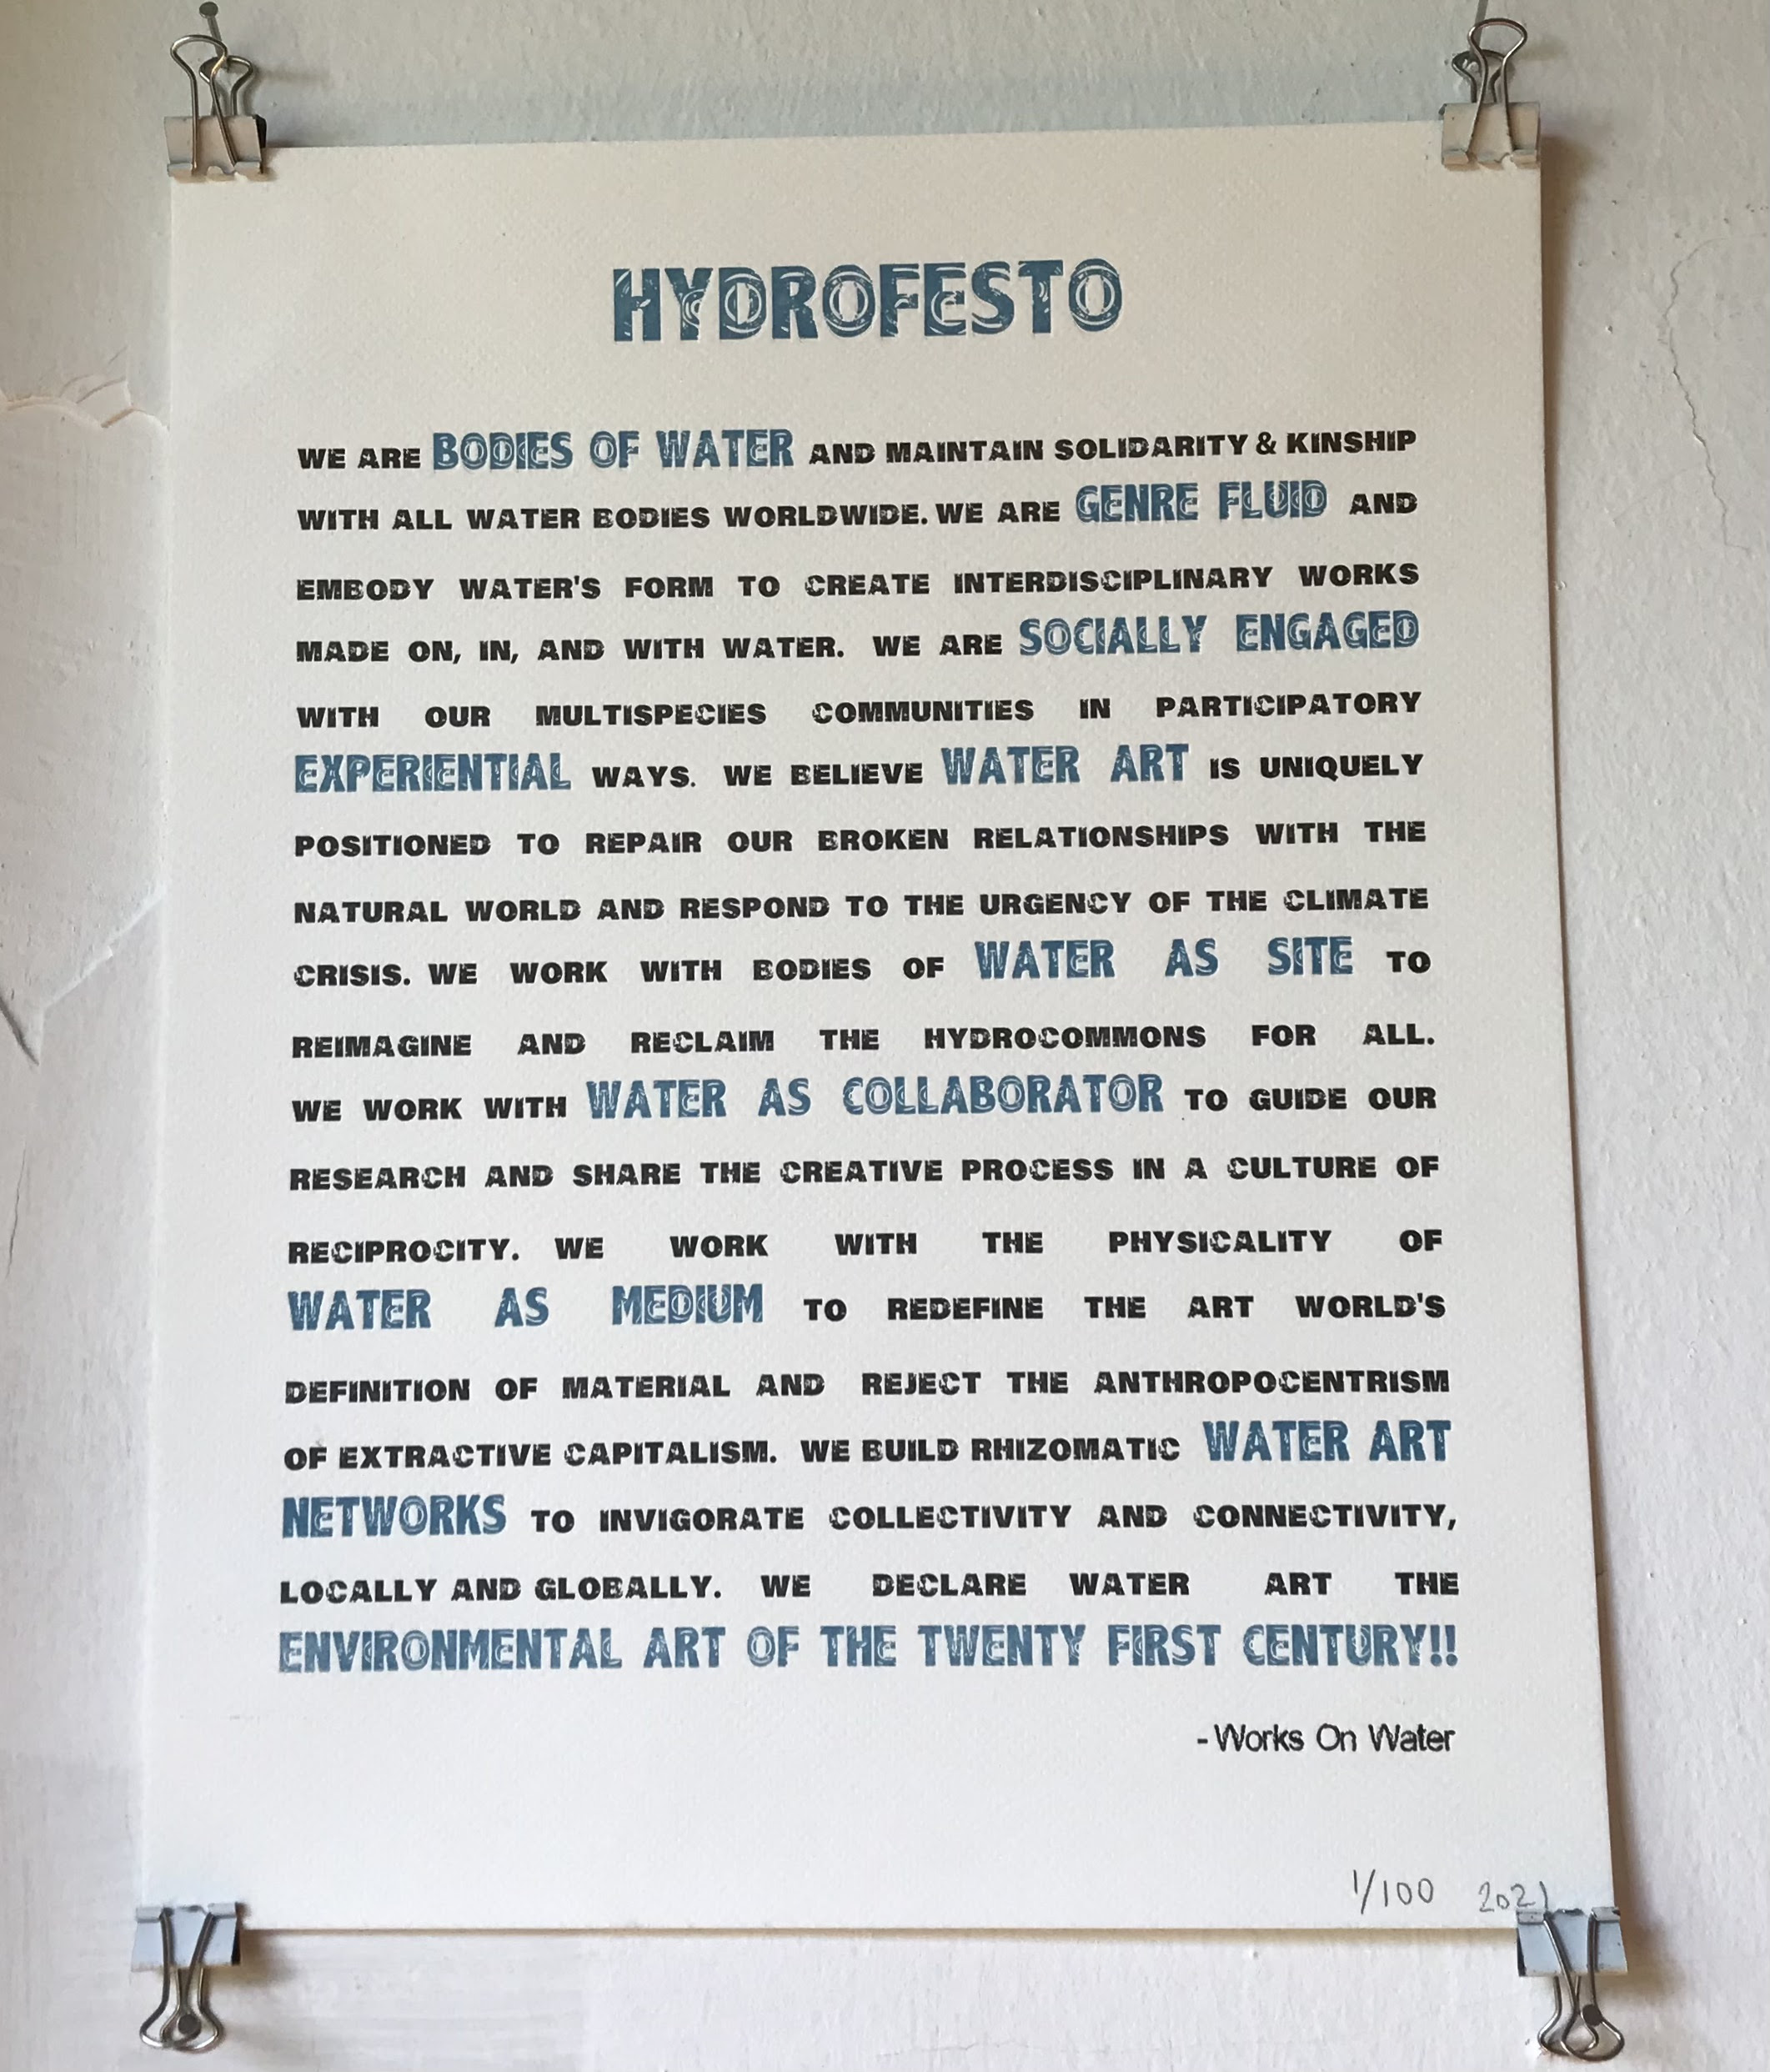 HYDROFESTO
WE ARE BODIES OF WATER AND MAINTAIN SOLIDARITY & KINSHIP
WITH ALL WATER BODIES WORLDWIDE. WE ARE GENRE FLUID AND
EMBODY WATER'S FORM TO CREATE INTERDISCIPLINARY WORKS
MADE ON, IN, AND WITH WATER. WE ARE SOCIALLY ENGAGED
WITH OUR MULTISPECIES COMMUNITIES IN PARTICIPATORY
EXPERIENTIAL WAYS. WE BELIEVE WATER ART IS UNIQUELY
POSITIONED TO REPAIR OUR BROKEN RELATIONSHIPS WITH THE
NATURAL WORLD AND RESPOND TO THE URGENCY OF THE CLIMATE
CRISIS. WE WORK WITH BODIES OF WATER AS SITE TO
REIMAGINE AND RECLAIM THE HYDROCOMMONS FOR ALL.
WE WORK WITH WATER AS COLLABORATOR TO GUIDE OUR
RESEARCH AND SHARE THE CREATIVE PROCESS IN A CULTURE OF
RECIPROCITY. WE WORK WITH THE PHYSICALITY OF
WATER AS MEDIUM TO REDEFINE THE ART WORLD'S
DEFINITION OF MATERIAL AND REJECT THE ANTHROPOCENTRISM
OF EXTRACTIVE CAPITALISM. WE BUILD RHIZOMATIC WATER ART
NETWORKS TO INVIGORATE COLLECTIVITY AND CONNECTIVITY,
LOCALLY AND GLOBALLY. WE DECLARE WATER ART THE
ENVIRONMENTAL ART OF THE TWENTY FIRST CENTURY!!
-Works On Water
1/100 2021